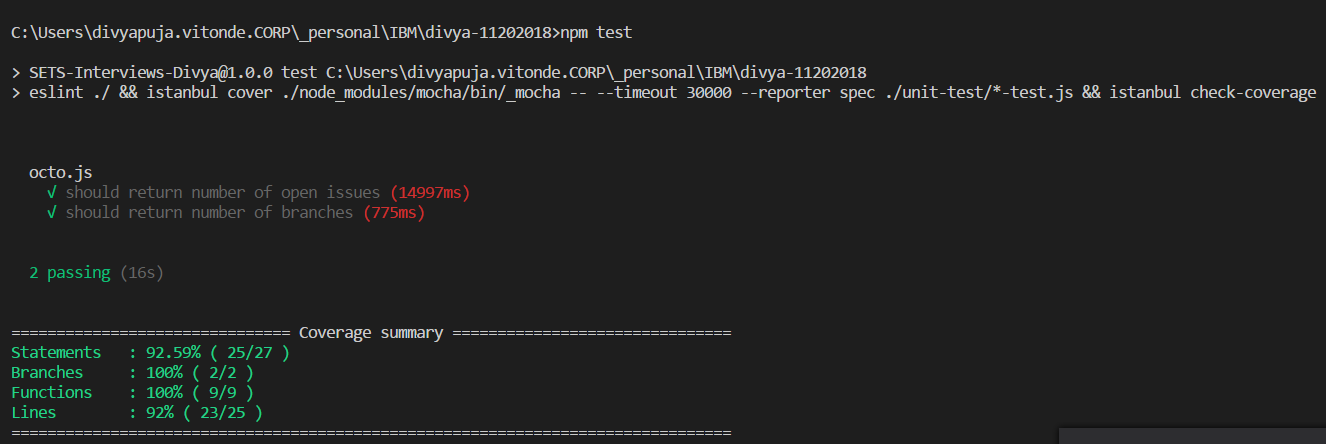 C:\Users\divyapuja.vitonde.CORP\_personal\IBM\divya-11202018>npm test
> SETS-Interviews-Divya@1.0.0 test C:\Users\divyapuja.vitonde.CORP\_personal\IBM\divya-11202018
> eslint ./ && istanbul cover ./node_modules/mocha/bin/_mocha -- --timeout 30000 --reporter spec ./unit-test/*-test.js && istanbul check-coverage
octo.js
√ should return number of open issues (14997ms)
√ should return number of branches (775ms)
2 passing (16s)
=============================== Coverage summary ===============================
Statements   : 92.59% ( 25/27 )
Branches     : 100% ( 2/2 )
Functions    : 100% ( 9/9 )
Lines        : 92% ( 23/25 )
================================================================================